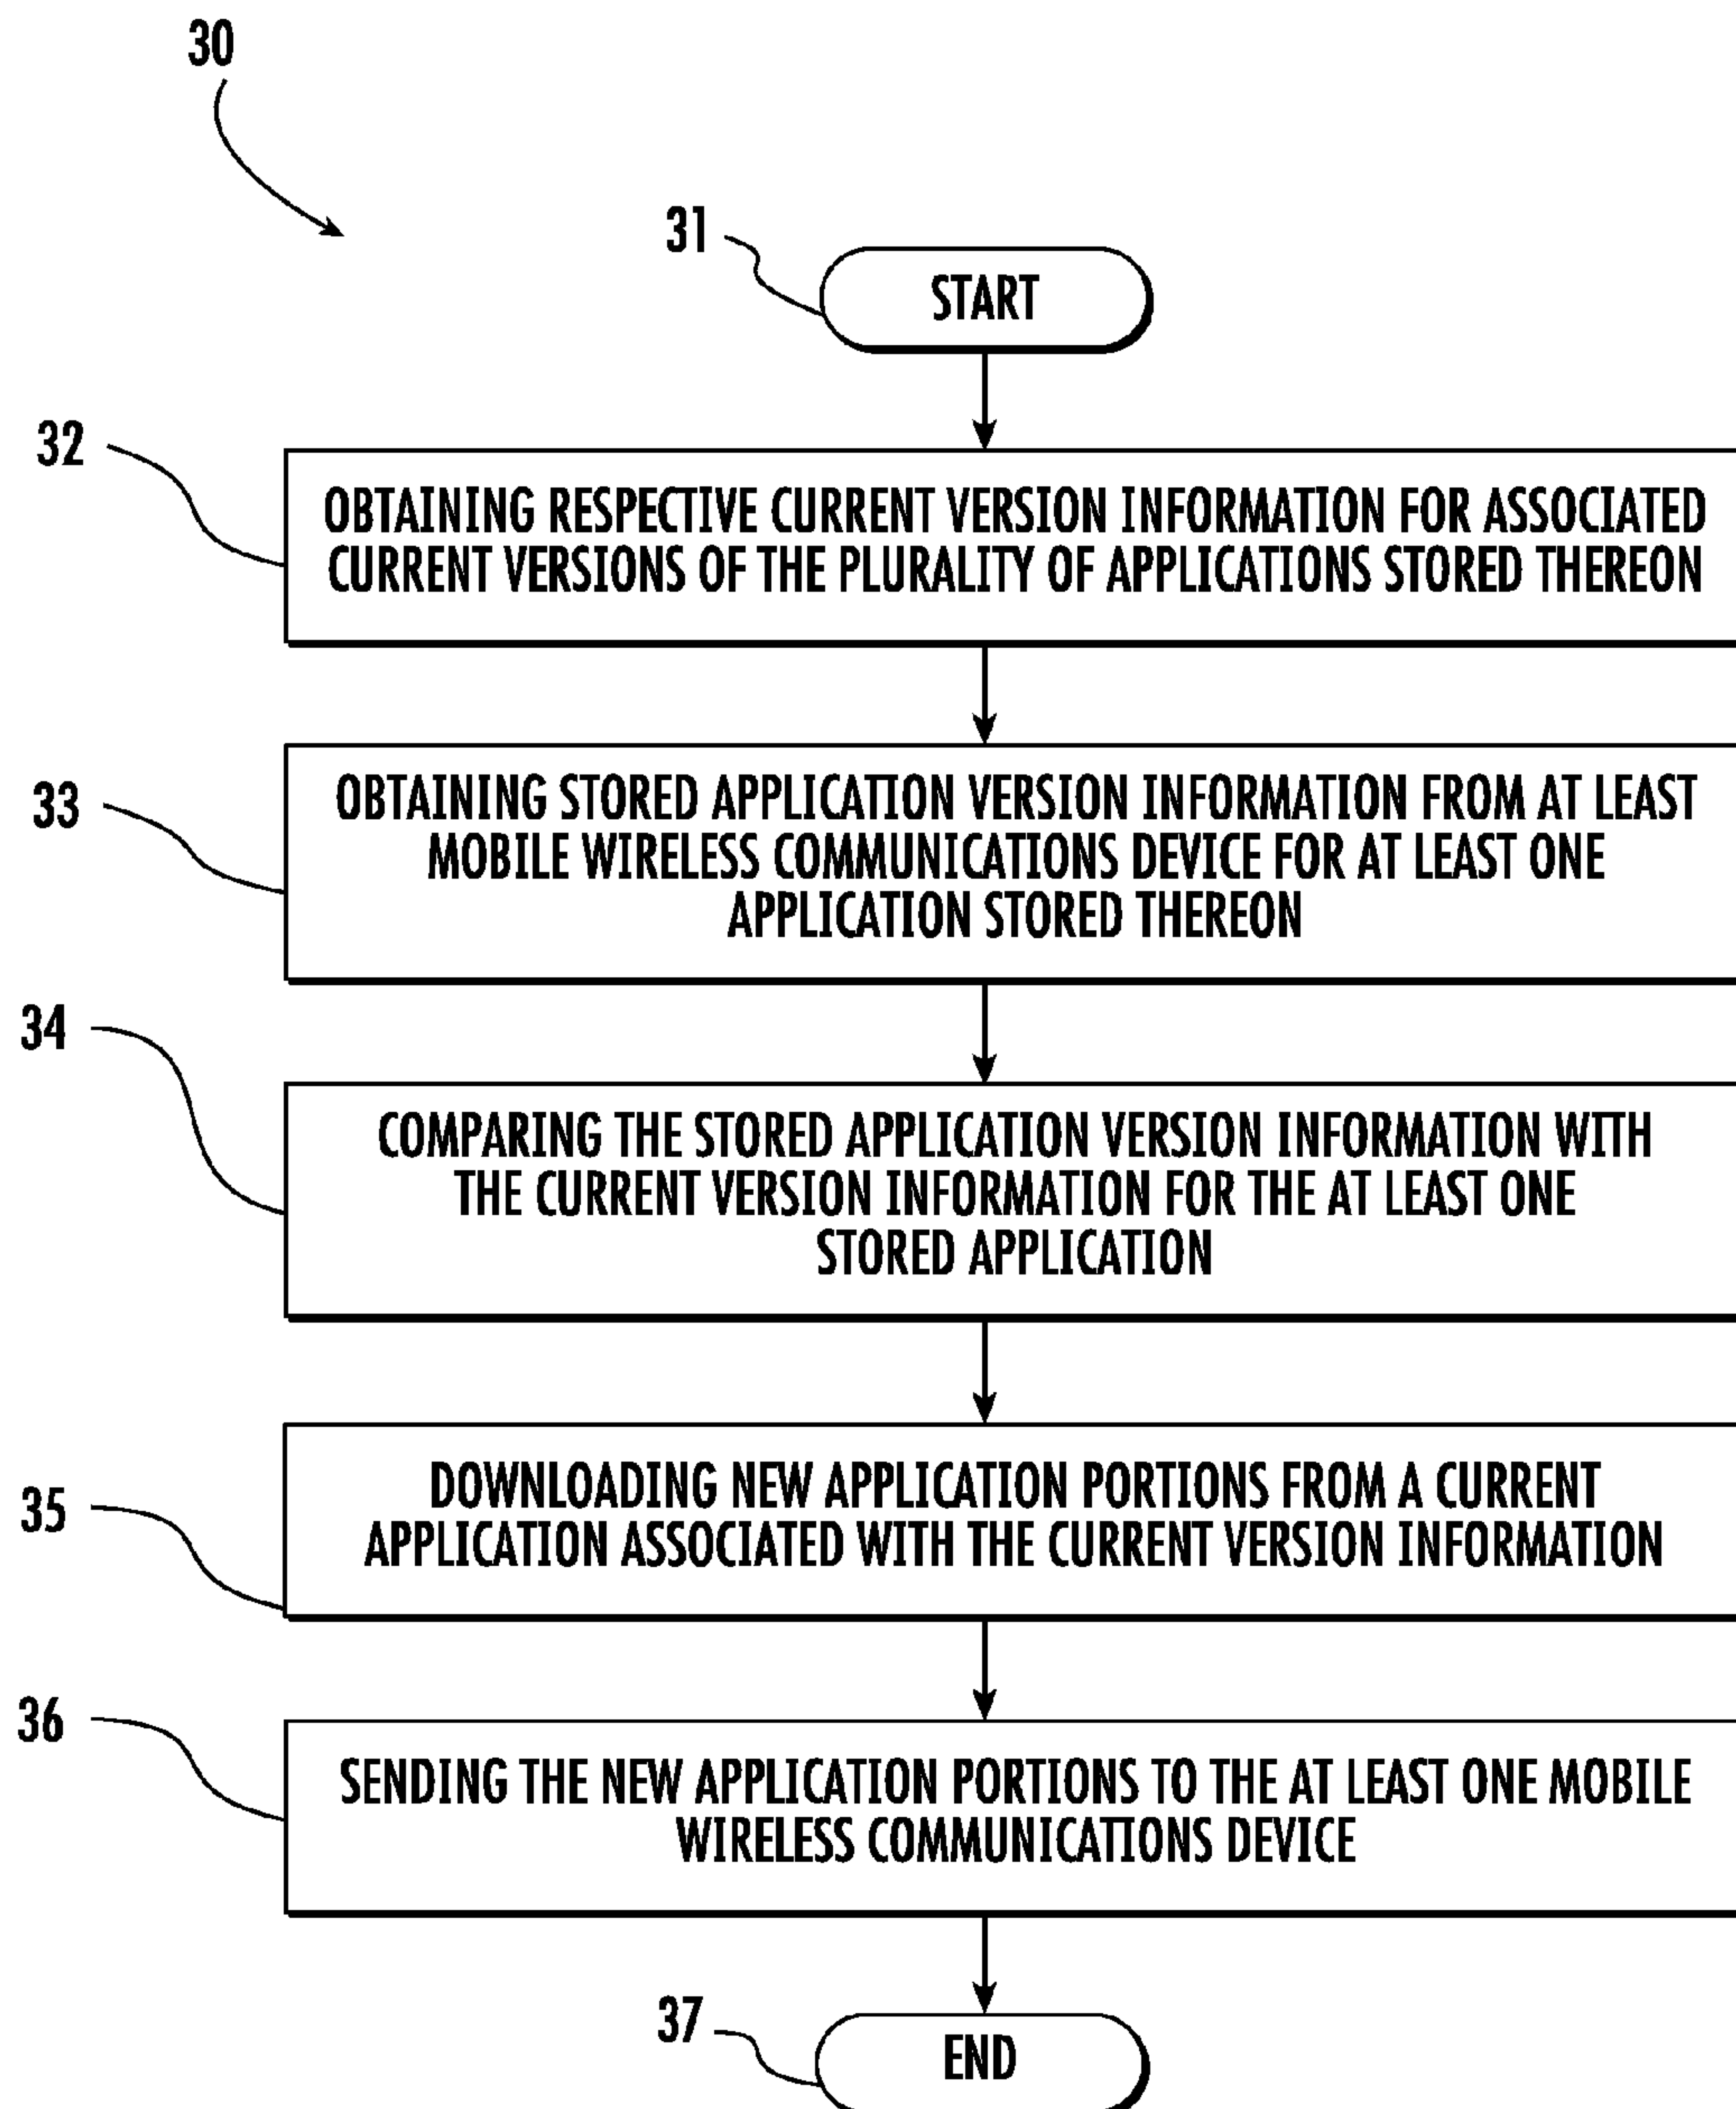 30
31
START
32
OBTAINING RESPECTIVE CURRENT VERSION INFORMATION FOR ASSOCIATED
CURRENT VERSIONS OF THE PLURALITY OF APPLICATIONS STORED THEREON
33
OBTAINING STORED APPLICATION VERSION INFORMATION FROM AT LEAST
MOBILE WIRELESS COMMUNICATIONS DEVICE FOR AT LEAST ONE
APPLICATION STORED THEREON
34
COMPARING THE STORED APPLICATION VERSION INFORMATION WITH
THE CURRENT VERSION INFORMATION FOR THE AT LEAST ONE
STORED APPLICATION
35
DOWNLOADING NEW APPLICATION PORTIONS FROM A CURRENT
APPLICATION ASSOCIATED WITH THE CURRENT VERSION INFORMATION
36
SENDING THE NEW APPLICATION PORTIONS TO THE AT LEAST ONE MOBILE
WIRELESS COMMUNICATIONS DEVICE
37
END